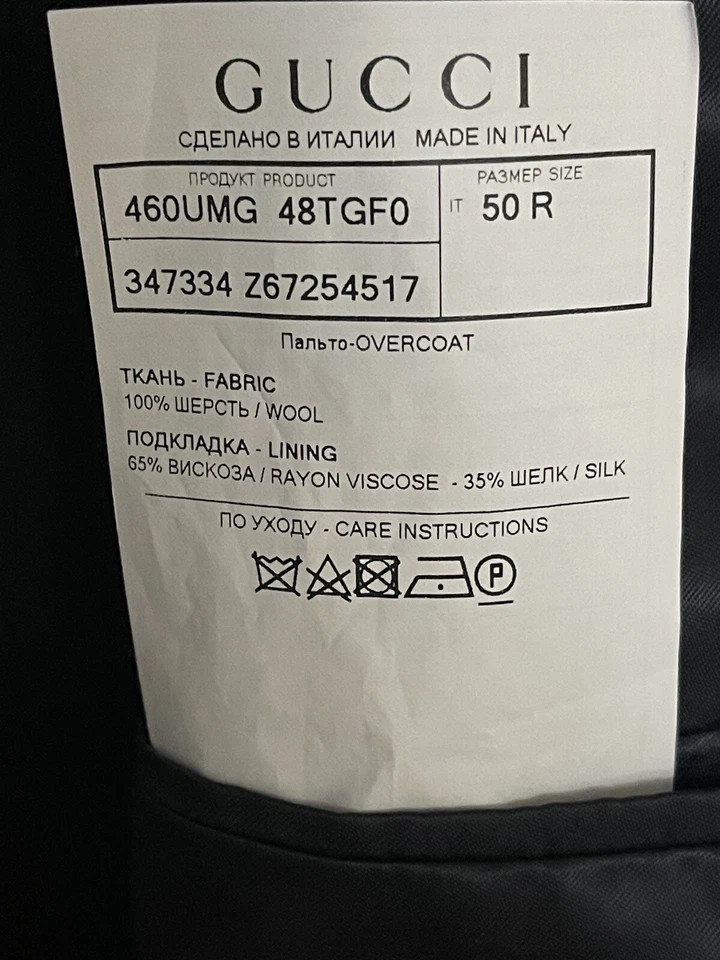 GUCCI
СДЕЛАНО В ИТАЛИИ MADE IN ITALY
ПРОДУКТ PRODUCT
460UMG 48TGF0
РАЗМЕР SIZE
IT 50 R
347334 Z67254517
Пальто-OVERCOAT
ТКАНЬ - FABRIC
100% ШЕРСТЬ / WOOL
ПОДКЛАДКА - LINING
65% ВИСКОЗА / RAYON VISCOSE - 35% ШЕЛК / SILK
ПО УХОДУ - CARE INSTRUCTIONS
P